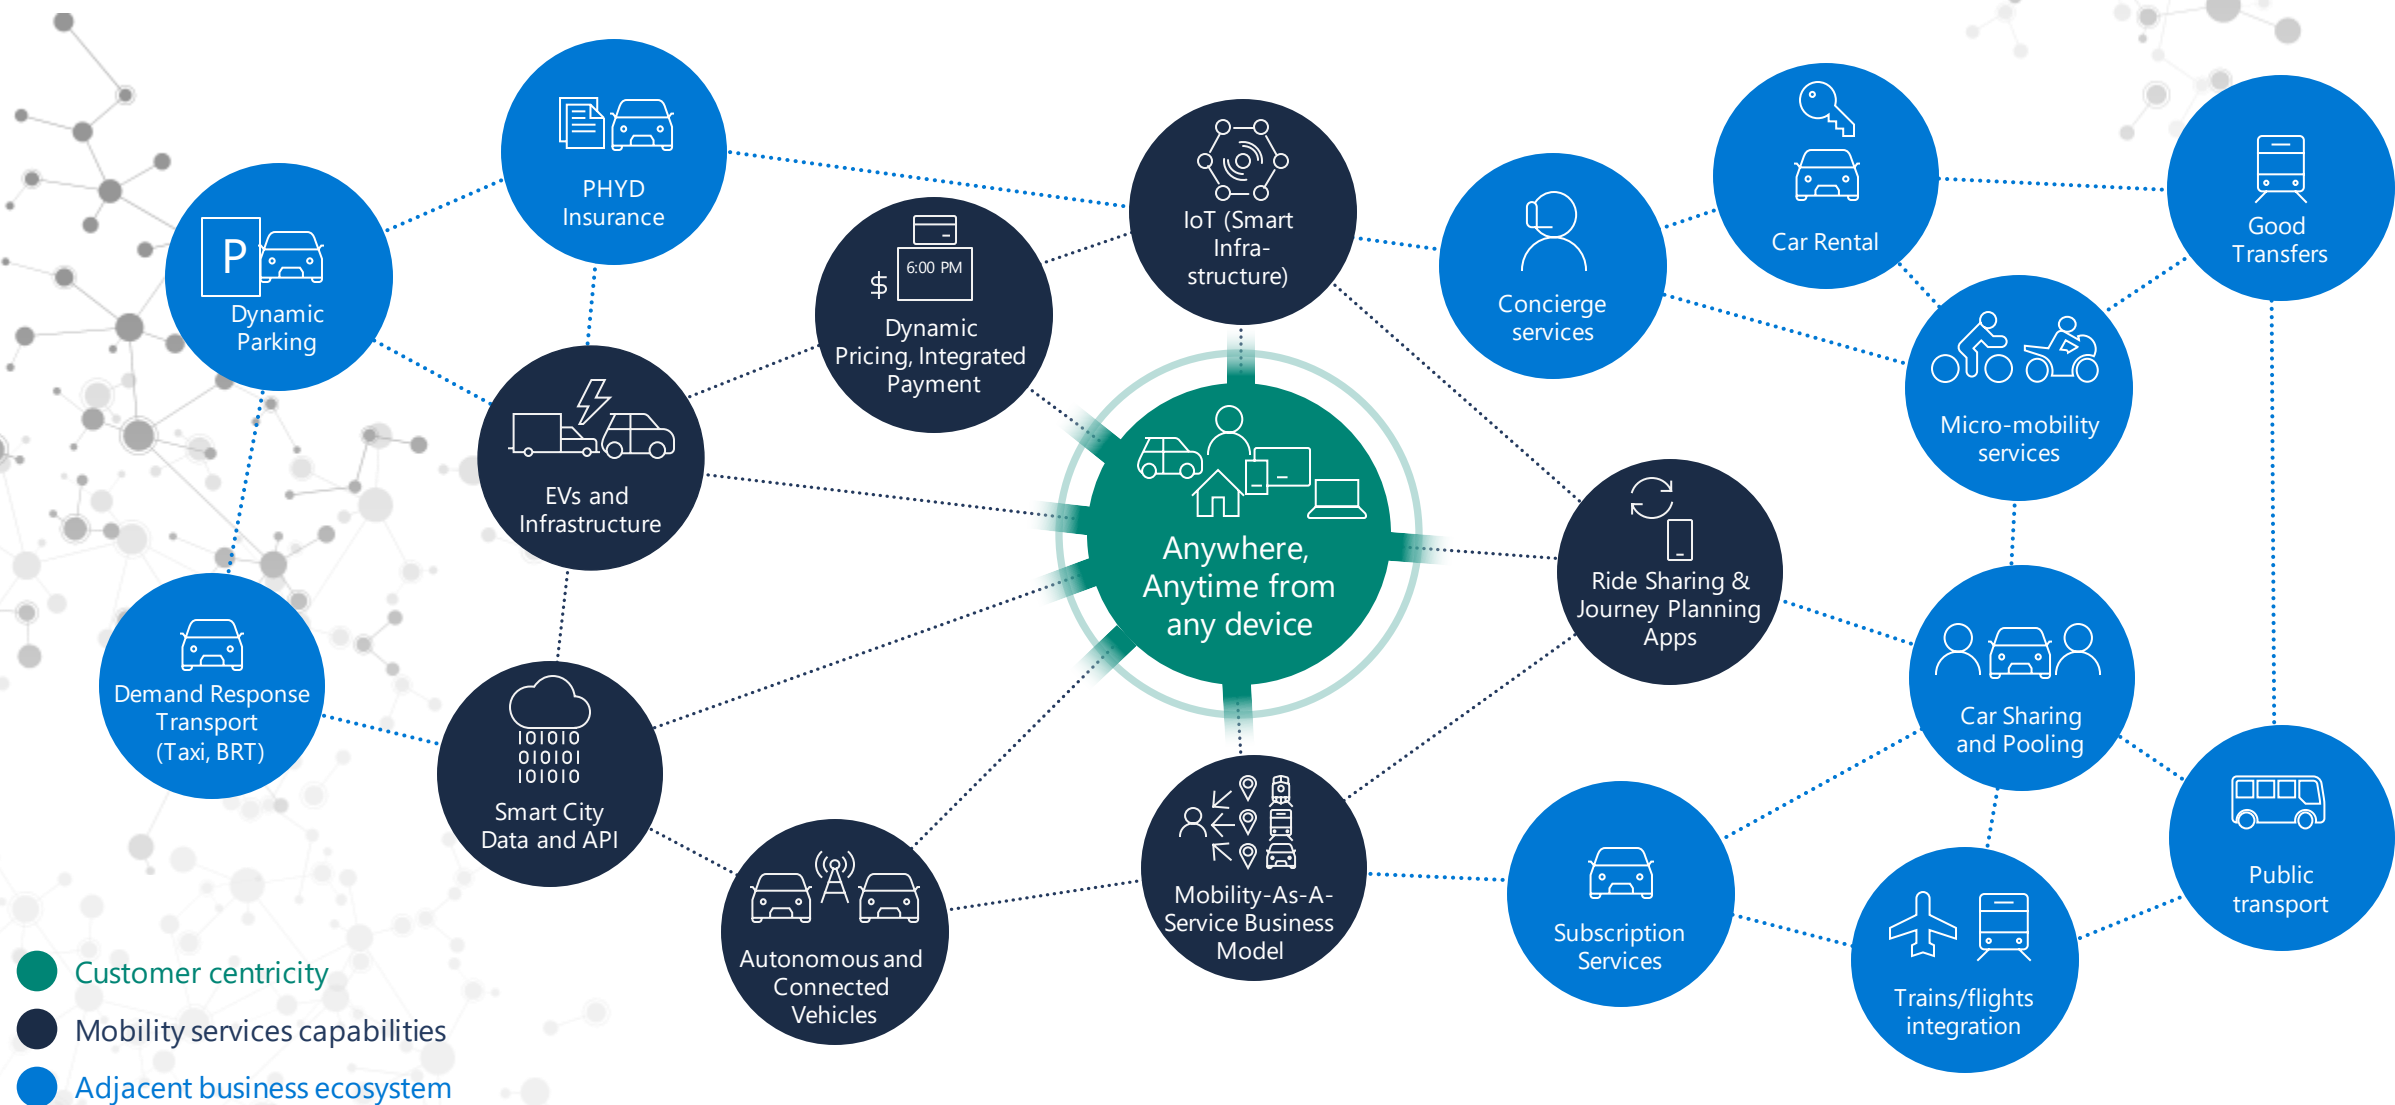 PHYD
Insurance
P
Dynamic
Parking
6:00 PM
$
Dynamic
Pricing, Integrated
Payment
IoT (Smart
Infra-
structure)
Concierge
services
Car Rental
Good
Transfers
Micro-mobility
services
EVs and
Infrastructure
Anywhere,
Anytime from
any device
Ride Sharing &
Journey Planning
Apps
Demand Response
Transport
(Taxi, BRT)
101010
010101
101010
Smart City
Data and API
Car Sharing
and Pooling
Autonomous and
Connected
Vehicles
Mobility-As-A-
Service Business
Model
Subscription
Services
Public
transport
Trains/flights
integration
Customer centricity
Mobility services capabilities
Adjacent business ecosystem